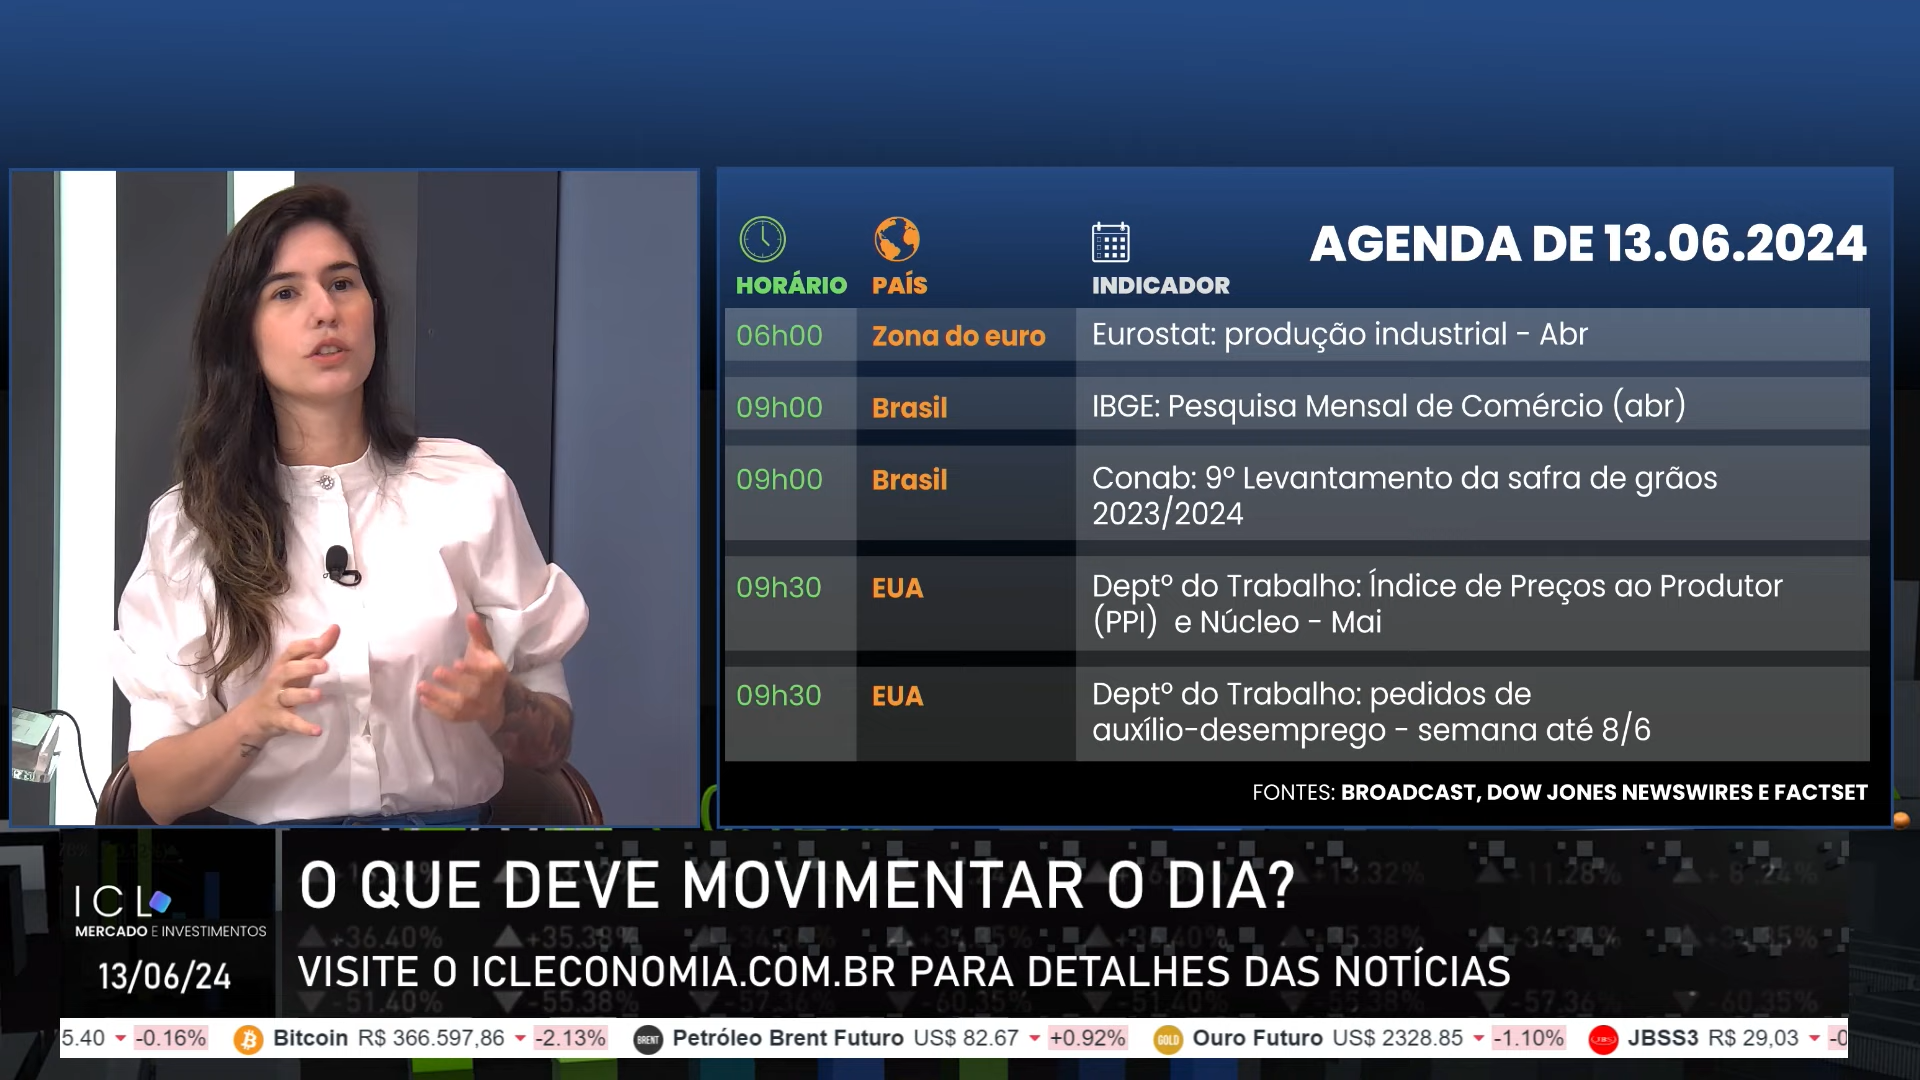 AGENDA DE 13.06.2024
HORÁRIO PAÍS INDICADOR
06h00 Zona do euro Eurostat: produção industrial - Abr
09h00 Brasil IBGE: Pesquisa Mensal de Comércio (abr)
09h00 Brasil Conab: 9º Levantamento da safra de grãos
2023/2024
09h30 EUA Deptº do Trabalho: Índice de Preços ao Produtor
(PPI) e Núcleo - Mai
09h30 EUA Deptº do Trabalho: pedidos de
auxílio-desemprego - semana até 8/6
FONTES: BROADCAST, DOW JONES NEWSWIRES E FACTSET
O QUE DEVE MOVIMENTAR O DIA?
ICL
MERCADO E INVESTIMENTOS
13/06/24
VISITE O ICLECONOMIA.COM.BR PARA DETALHES DAS NOTÍCIAS
5.40 -0.16% Bitcoin R$ 366.597,86 -2.13% BRENT Petróleo Brent Futuro US$ 82.67 +0.92% GOLD Ouro Futuro US$ 2328.85 -1.10% JBS JBSS3 R$ 29,03 -0